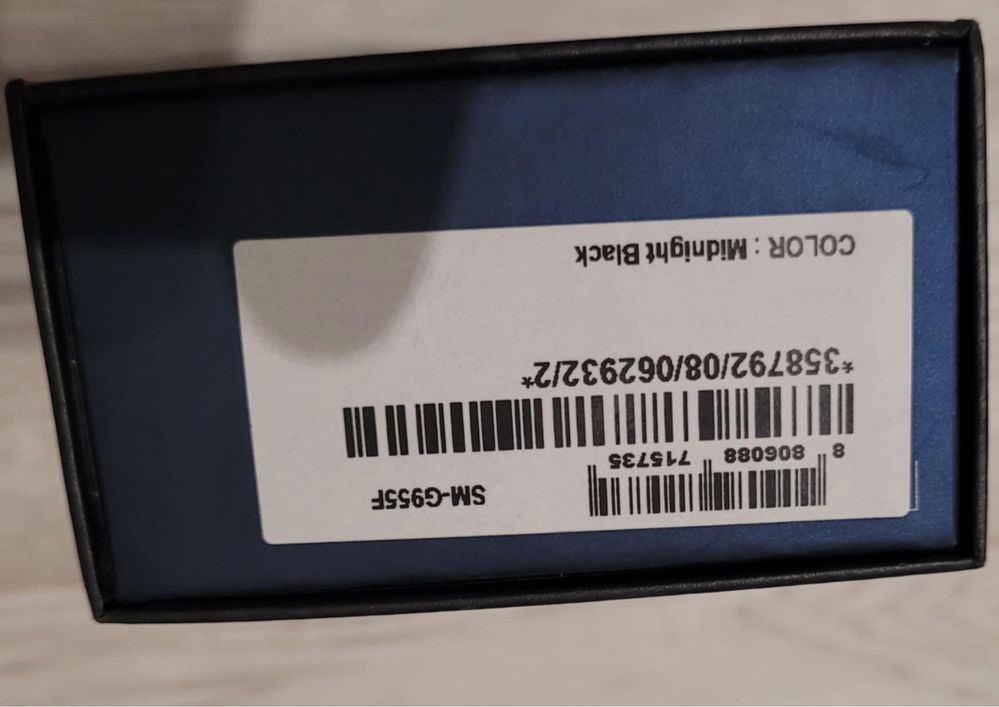 SM-G955F
8 806088 715735
*358792/08/062932/2*
COLOR : Midnight Black